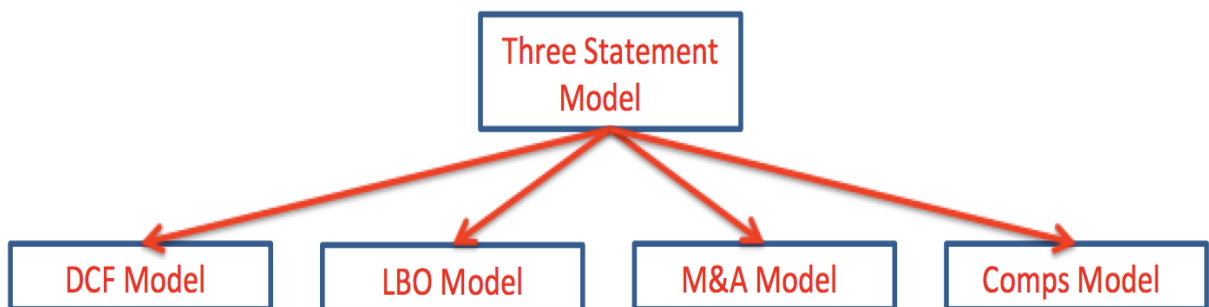 Three Statement
Model
DCF Model
LBO Model
M&A Model
Comps Model